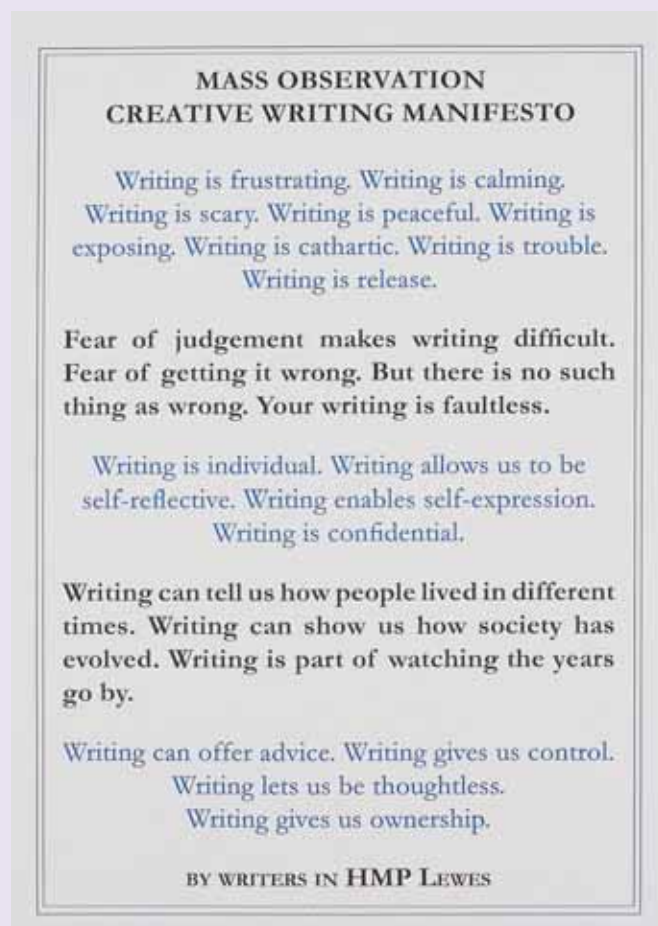 MASS OBSERVATION
CREATIVE WRITING MANIFESTO
Writing is frustrating. Writing is calming.
Writing is scary. Writing is peaceful. Writing is
exposing. Writing is cathartic. Writing is trouble.
Writing is release.
Fear of judgement makes writing difficult.
Fear of getting it wrong. But there is no such
thing as wrong. Your writing is faultless.
Writing is individual. Writing allows us to be
self-reflective. Writing enables self-expression.
Writing is confidential.
Writing can tell us how people lived in different
times. Writing can show us how society has
evolved. Writing is part of watching the years
go by.
Writing can offer advice. Writing gives us control.
Writing lets us be thoughtless.
Writing gives us ownership.
BY WRITERS IN HMP LEWES